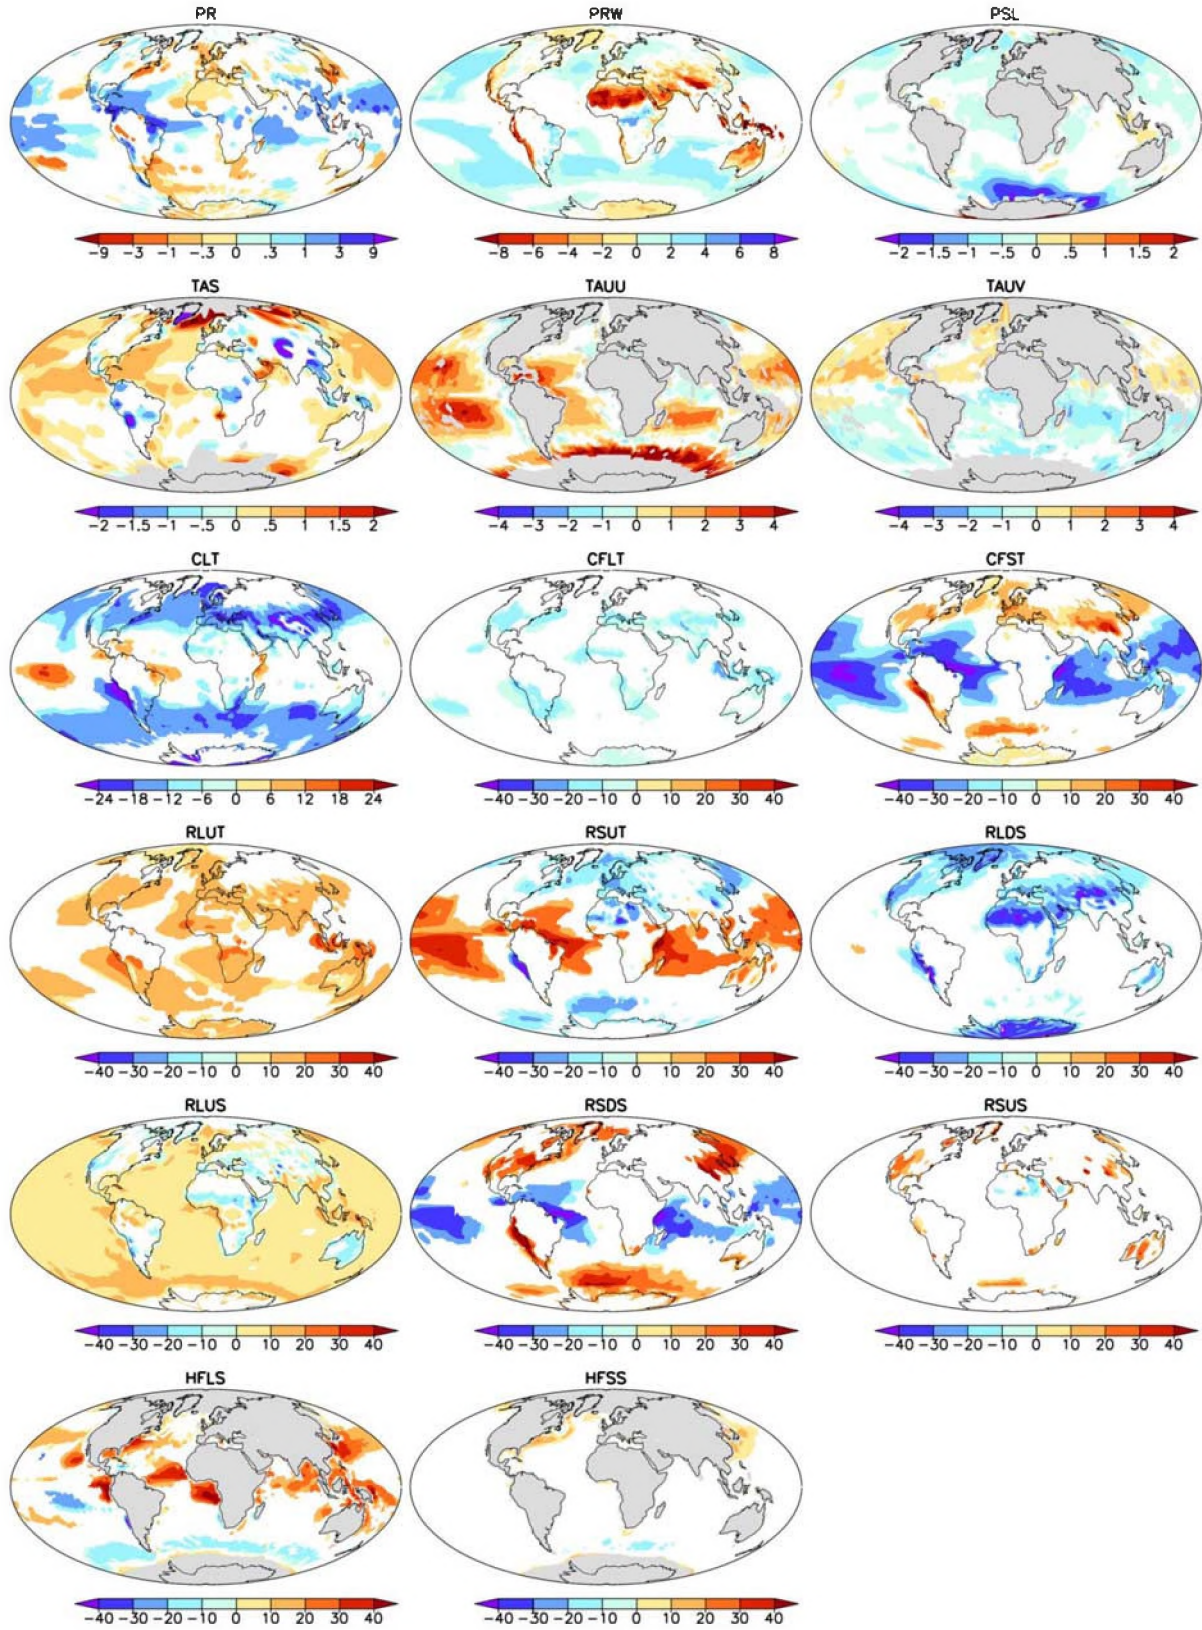 PR PRW PSL
-9 -3 -1 -.3 0 .3 1 3 9 -8 -6 -4 -2 0 2 4 6 8 -2 -1.5 -1 -.5 0 .5 1 1.5 2
TAS TAUU TAUV
-2 -1.5 -1 -.5 0 .5 1 1.5 2 -4 -3 -2 -1 0 1 2 3 4 -4 -3 -2 -1 0 1 2 3 4
CLT CFLT CFST
-24 -18 -12 -6 0 6 12 18 24 -40 -30 -20 -10 0 10 20 30 40 -40 -30 -20 -10 0 10 20 30 40
RLUT RSUT RLDS
-40 -30 -20 -10 0 10 20 30 40 -40 -30 -20 -10 0 10 20 30 40 -40 -30 -20 -10 0 10 20 30 40
RLUS RSDS RSUS
-40 -30 -20 -10 0 10 20 30 40 -40 -30 -20 -10 0 10 20 30 40 -40 -30 -20 -10 0 10 20 30 40
HFLS HFSS
-40 -30 -20 -10 0 10 20 30 40 -40 -30 -20 -10 0 10 20 30 40